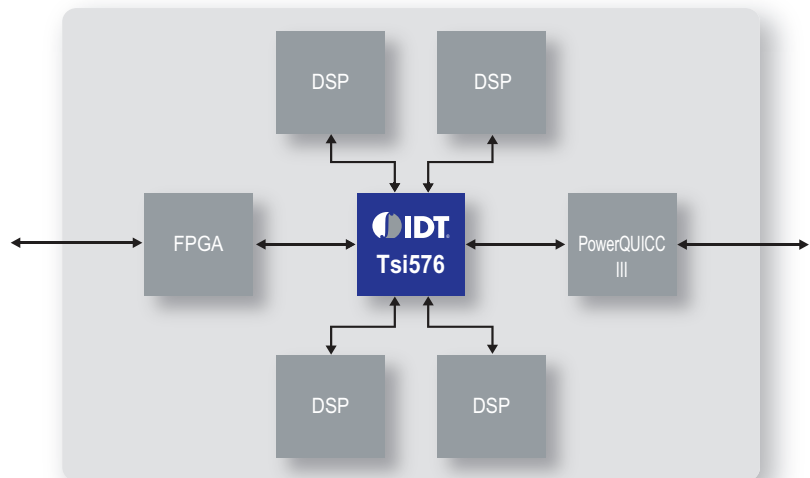 DSP
DSP
FPGA
IDT
Tsi576
PowerQUICC
III
DSP
DSP